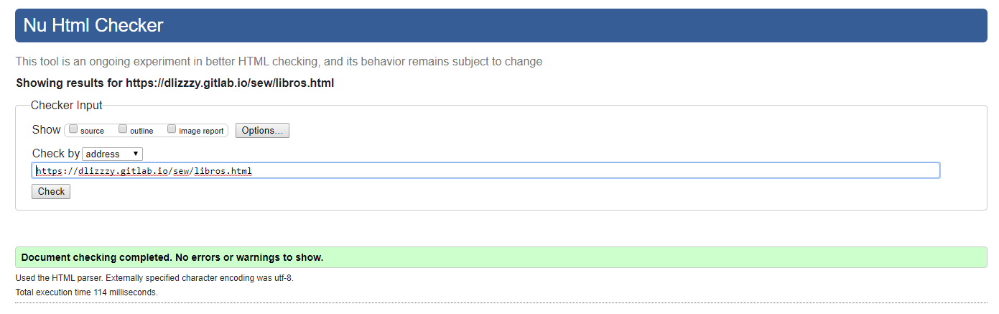 Nu Html Checker
This tool is an ongoing experiment in better HTML checking, and its behavior remains subject to change
Showing results for https://dlizzzy.gitlab.io/sew/libros.html
Checker Input
Show source outline image report Options...
Check by address
https://dlizzzy.gitlab.io/sew/libros.html
Check
Document checking completed. No errors or warnings to show.
Used the HTML parser. Externally specified character encoding was utf-8.
Total execution time 114 milliseconds.